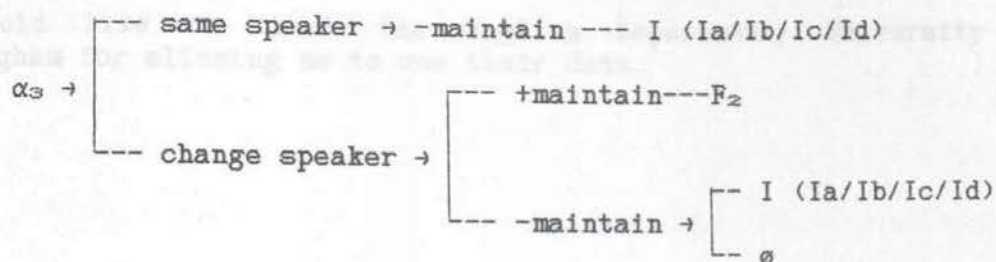 same speaker → -maintain --- I (Ia/Ib/Ic/Id)
α₃ →
+maintain---F₂
change speaker →
I (Ia/Ib/Ic/Id)
-maintain →
ø